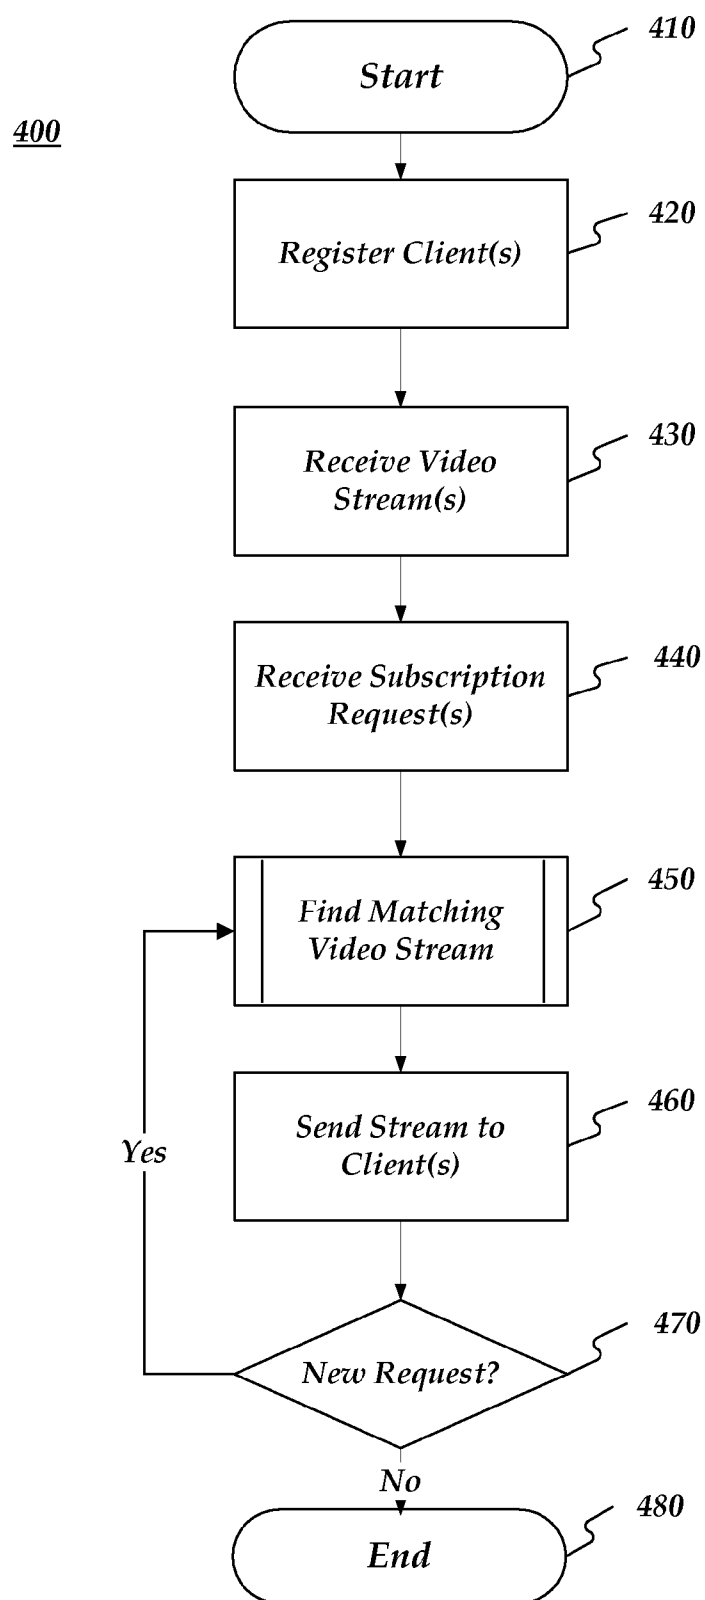 410
Start
400
420
Register Client(s)
430
Receive Video
Stream(s)
440
Receive Subscription
Request(s)
450
Find Matching
Video Stream
460
Send Stream to
Client(s)
Yes
470
New Request?
No
480
End